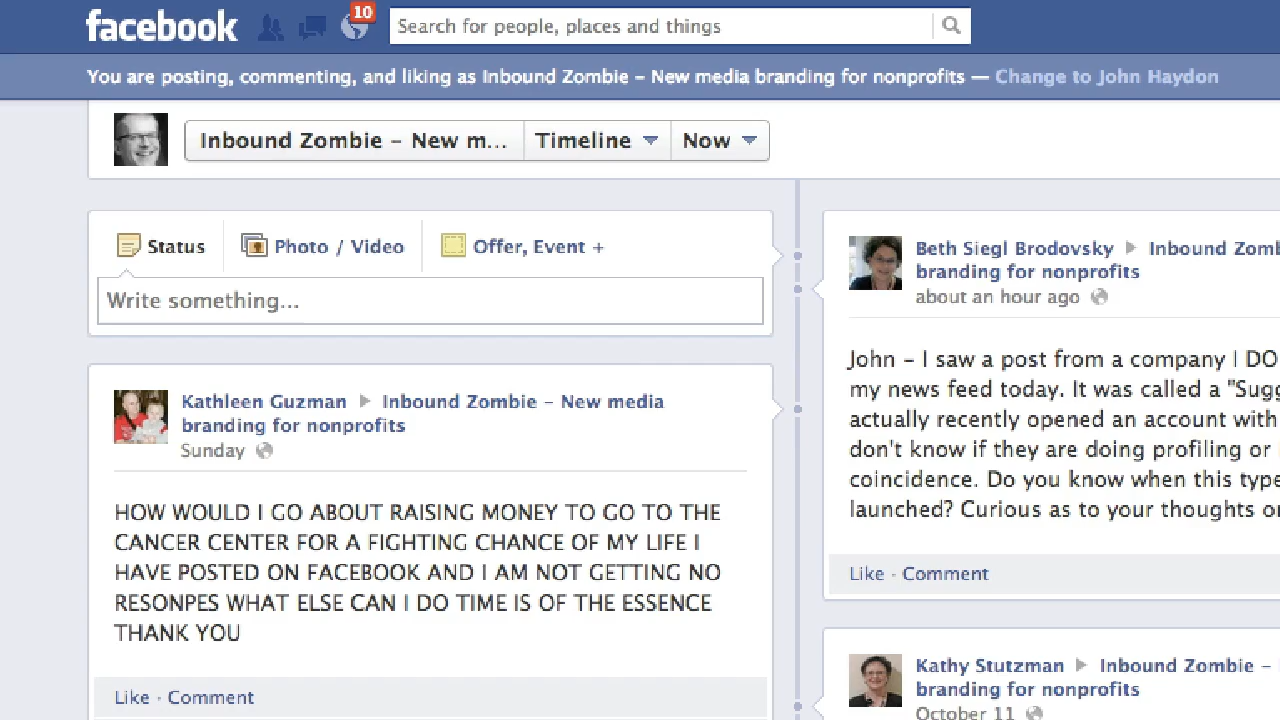 facebook
10
Search for people, places and things
You are posting, commenting, and liking as Inbound Zombie – New media branding for nonprofits — Change to John Haydon
Inbound Zombie – New m...
Timeline
Now
Status
Photo / Video
Offer, Event +
Write something...
Kathleen Guzman Inbound Zombie – New media
branding for nonprofits
Sunday
HOW WOULD I GO ABOUT RAISING MONEY TO GO TO THE
CANCER CENTER FOR A FIGHTING CHANCE OF MY LIFE I
HAVE POSTED ON FACEBOOK AND I AM NOT GETTING NO
RESONPES WHAT ELSE CAN I DO TIME IS OF THE ESSENCE
THANK YOU
Like · Comment
Beth Siegl Brodovsky Inbound
branding for nonprofits
about an hour ago
John – I saw a post from a company I DO
my news feed today. It was called a
actually recently opened an account with
don't know if they are doing profiling or
coincidence. Do you know when this type
launched? Curious as to your thoughts
Like · Comment
Kathy Stutzman Inbound Zombie –
branding for nonprofits
October 11